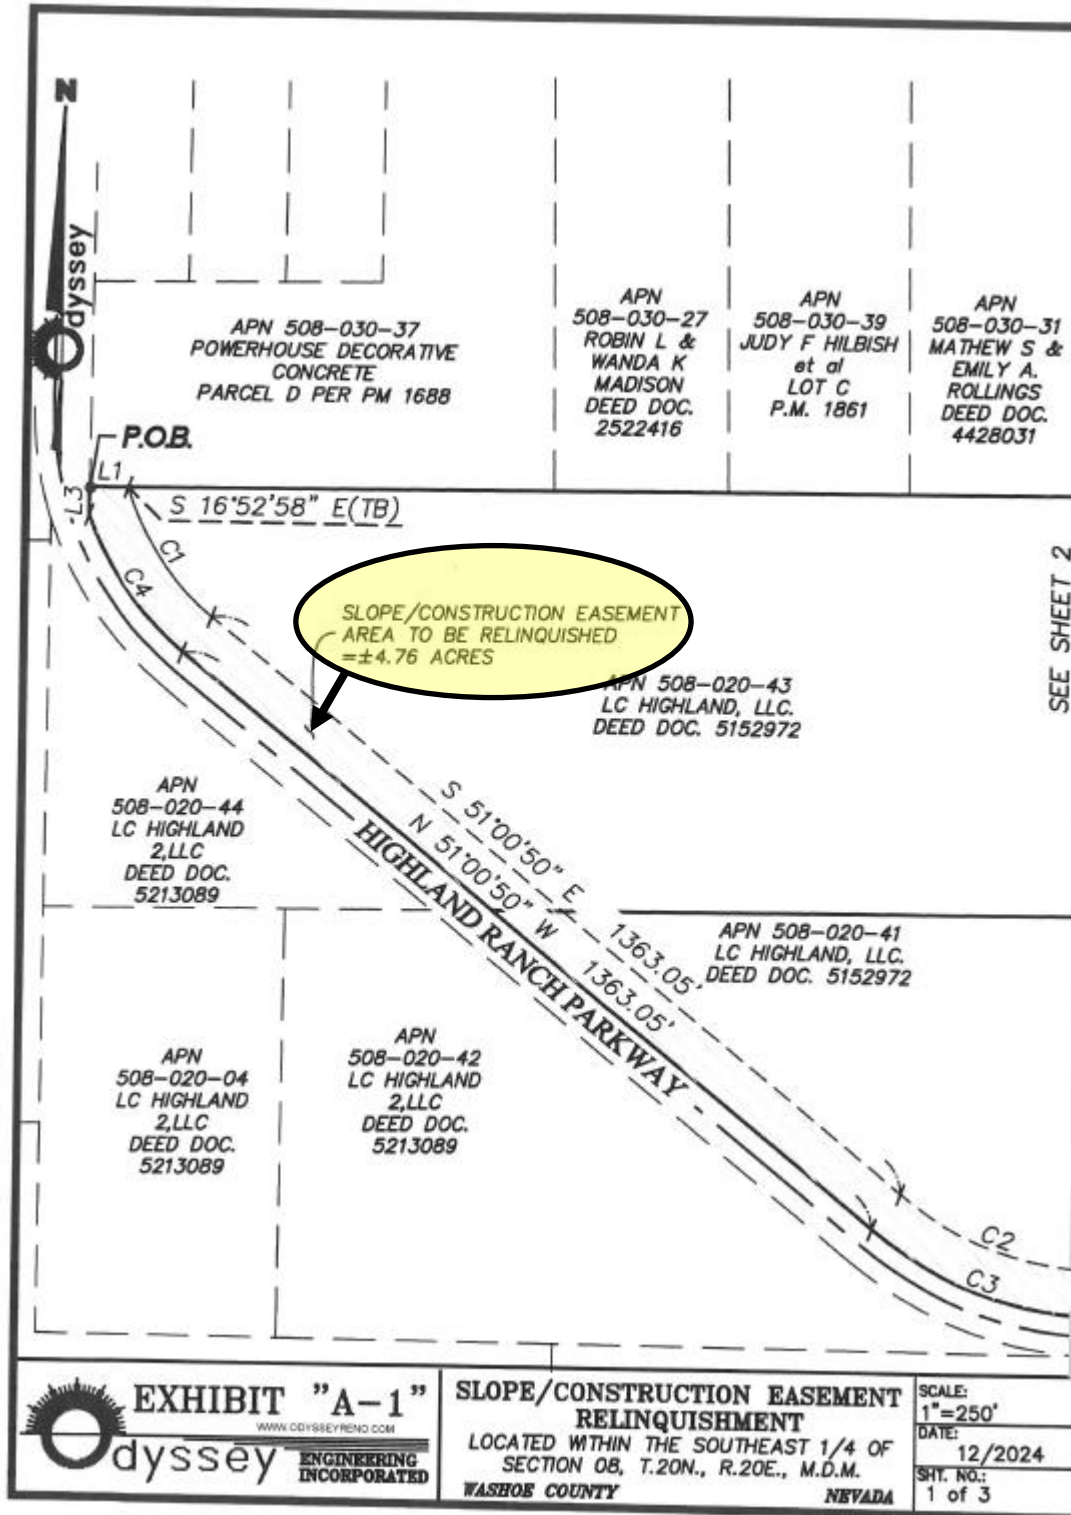 N
Odyssey
APN 508-030-37
POWERHOUSE DECORATIVE
CONCRETE
PARCEL D PER PM 1688
APN
508-030-27
ROBIN L &
WANDA K
MADISON
DEED DOC.
2522416
APN
508-030-39
JUDY F HILBISH
et al
LOT C
P.M. 1861
APN
508-030-31
MATHEW S &
EMILY A.
ROLLINGS
DEED DOC.
4428031
P.O.B.
L1
L3
S 16°52'58" E(TB)
C1
C4
SLOPE/CONSTRUCTION EASEMENT
AREA TO BE RELINQUISHED
=±4.76 ACRES
SEE SHEET 2
APN 508-020-43
LC HIGHLAND, LLC.
DEED DOC. 5152972
APN
508-020-44
LC HIGHLAND
2,LLC
DEED DOC.
5213089
S 51°00'50" E 1363.05'
N 51°00'50" W 1363.05'
HIGHLAND RANCH PARKWAY
APN 508-020-41
LC HIGHLAND, LLC.
DEED DOC. 5152972
APN
508-020-04
LC HIGHLAND
2,LLC
DEED DOC.
5213089
APN
508-020-42
LC HIGHLAND
2,LLC
DEED DOC.
5213089
C2
C3
EXHIBIT "A-1"
WWW.ODYSSEYRENO.COM
Odyssey
ENGINEERING
INCORPORATED
SLOPE/CONSTRUCTION EASEMENT
RELINQUISHMENT
LOCATED WITHIN THE SOUTHEAST 1/4 OF
SECTION 08, T.20N., R.20E., M.D.M.
WASHOE COUNTY NEVADA
SCALE:
1"=250'
DATE:
12/2024
SHT. NO.:
1 of 3